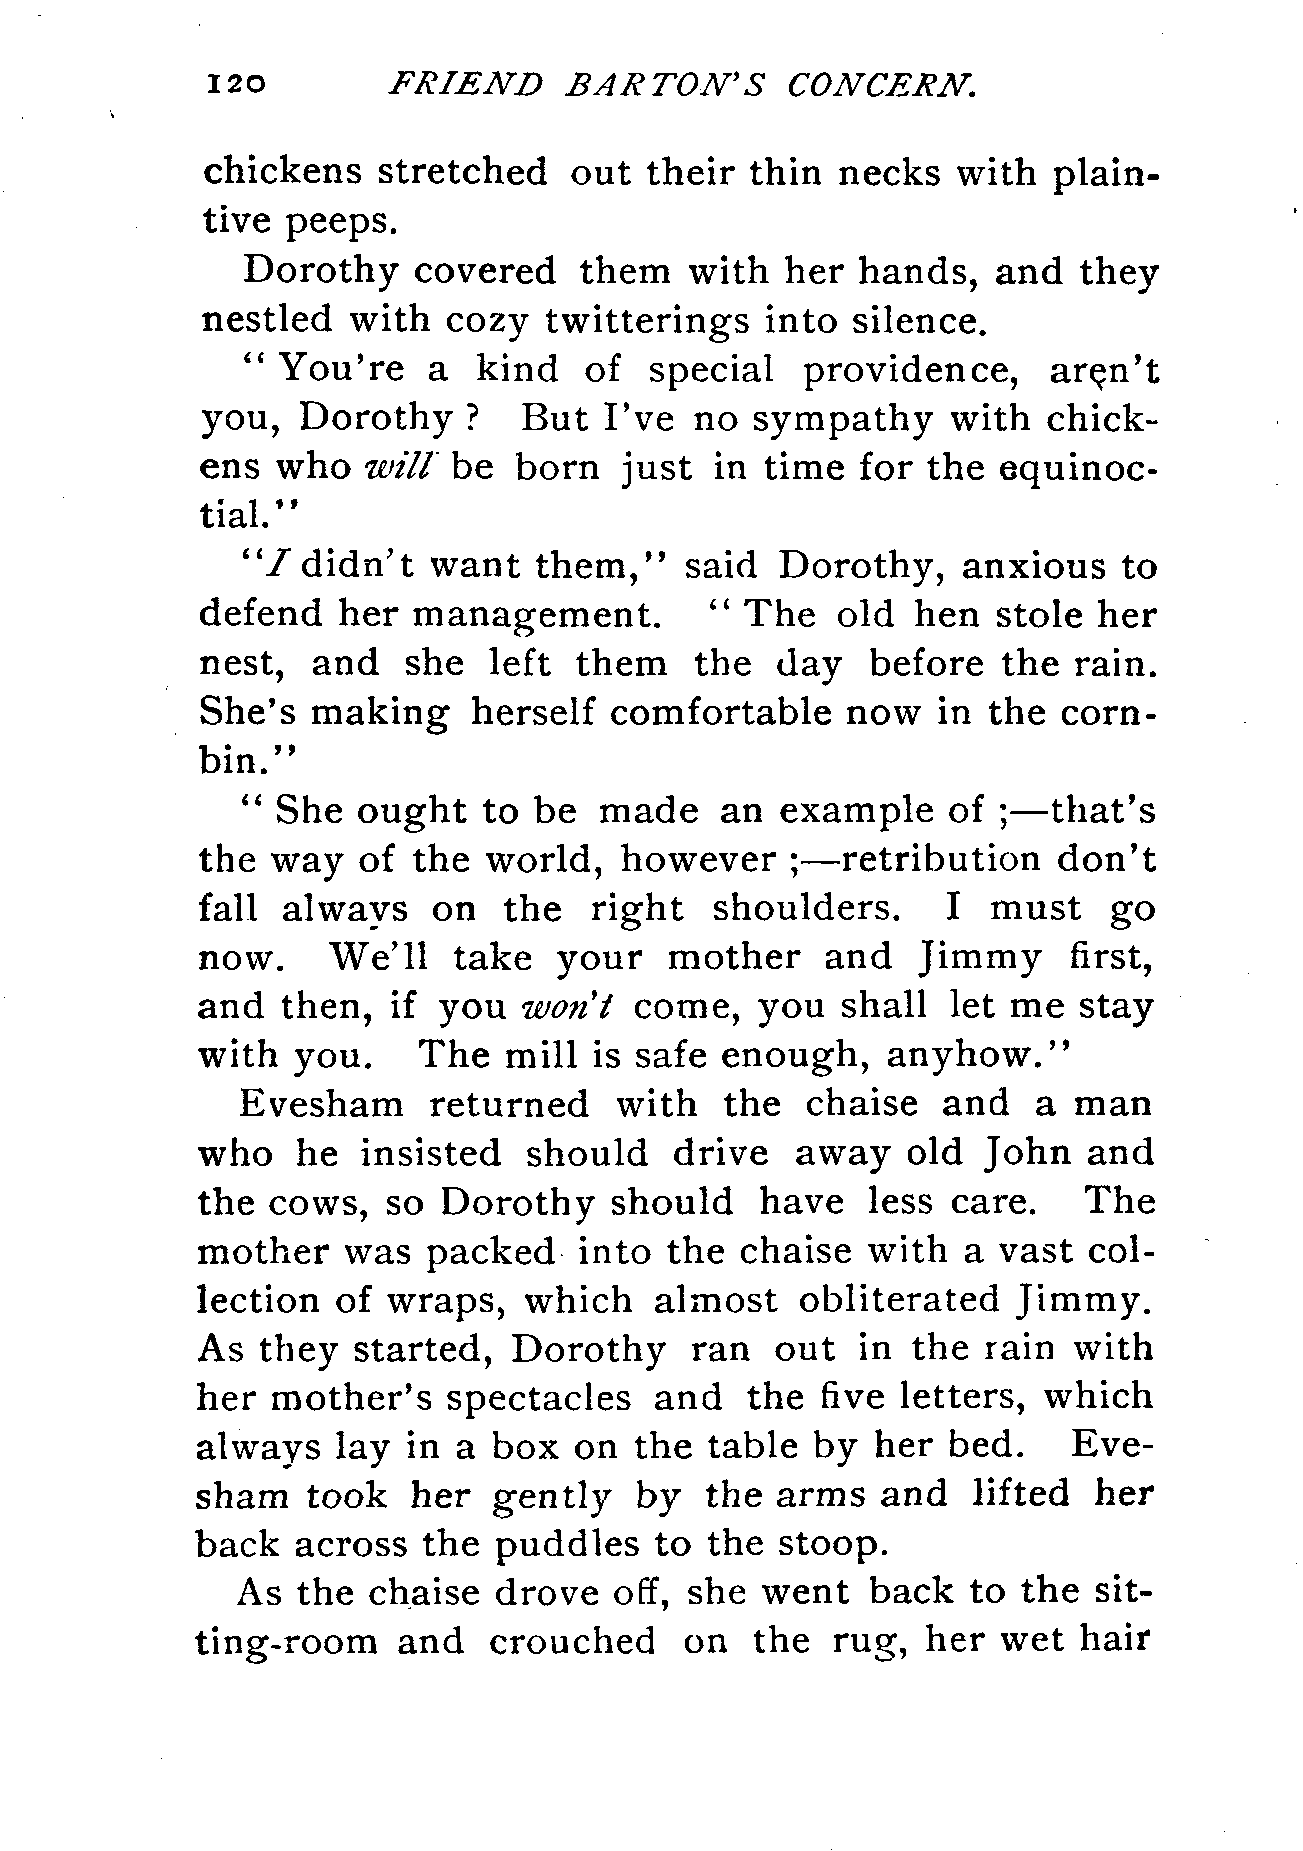 120 FRIEND BARTON'S CONCERN.
chickens stretched out their thin necks with plain-
tive peeps.
Dorothy covered them with her hands, and they
nestled with cozy twitterings into silence.
"You're a kind of special providence, aren't
you, Dorothy? But I've no sympathy with chick-
ens who will be born just in time for the equinoc-
tial."
"I didn't want them," said Dorothy, anxious to
defend her management. "The old hen stole her
nest, and she left them the day before the rain.
She's making herself comfortable now in the corn-
bin."
"She ought to be made an example of;—that's
the way of the world, however;—retribution don't
fall always on the right shoulders. I must go
now. We'll take your mother and Jimmy first,
and then, if you won't come, you shall let me stay
with you. The mill is safe enough, anyhow."
Evesham returned with the chaise and a man
who he insisted should drive away old John and
the cows, so Dorothy should have less care. The
mother was packed into the chaise with a vast col-
lection of wraps, which almost obliterated Jimmy.
As they started, Dorothy ran out in the rain with
her mother's spectacles and the five letters, which
always lay in a box on the table by her bed. Eve-
sham took her gently by the arms and lifted her
back across the puddles to the stoop.
As the chaise drove off, she went back to the sit-
ting-room and crouched on the rug, her wet hair